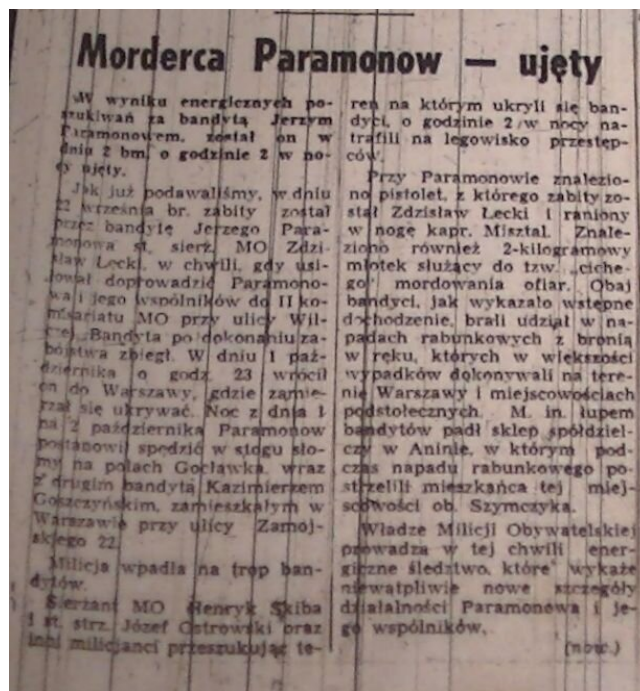 Morderca Paramonow — ujęty
W wyniku energicznych po-
szukiwań za bandytą Jerzym
Paramonowem, został on w
dniu 2 bm. o godzinie 2 w no-
cy ujęty.
Jak już podawaliśmy, w dniu
22 września br. zabity został
przez bandytę Jerzego Para-
monowa st. sierż. MO Zdzi-
sław Łęcki, w chwili, gdy usi-
łował doprowadzić Paramono-
wa i jego wspólników do II ko-
misariatu MO przy ulicy Wil-
czej. Bandyta po dokonaniu za-
bójstwa zbiegł. W dniu 1 paź-
dziernika o godz. 23 wrócił
on do Warszawy, gdzie zamie-
rzał się ukrywać. Noc z dnia 1
na 2 października Paramonow
postanowił spędzić w stogu sło-
my na polach Gocławka, wraz
z drugim bandytą Kazimierzem
Goszczyńskim, zamieszkałym w
Warszawie przy ulicy Zamoj-
skiego 22.
Milicja wpadła na trop ban-
dytów.
Sierżant MO Henryk Skiba
i st. strz. Józef Ostrowski oraz
inni milicjanci przeszukując te-
ren na którym ukryli się ban-
dyci, o godzinie 2 w nocy na-
trafili na legowisko przestęp-
ców.
Przy Paramonowie znalezio-
no pistolet, z którego zabity zo-
stał Zdzisław Łęcki i raniony
w nogę kapr. Misztal. Znale-
ziono również 2-kilogramowy
młotek służący do tzw. „ciche-
go" mordowania ofiar. Obaj
bandyci, jak wykazało wstępne
dochodzenie, brali udział w na-
padach rabunkowych z bronią
w ręku, których w większości
wypadków dokonywali na tere-
nie Warszawy i miejscowościach
podstołecznych. M. in. łupem
bandytów padł sklep spółdziel-
czy w Aninie, w którym pod-
czas napadu rabunkowego po-
strzelili mieszkańca tej miej-
scowości ob. Szymczyka.
Władze Milicji Obywatelskiej
prowadzą w tej chwili ener-
giczne śledztwo, które wykaże
niewątpliwie nowe szczegóły
działalności Paramonowa i je-
go wspólników.
(now.)